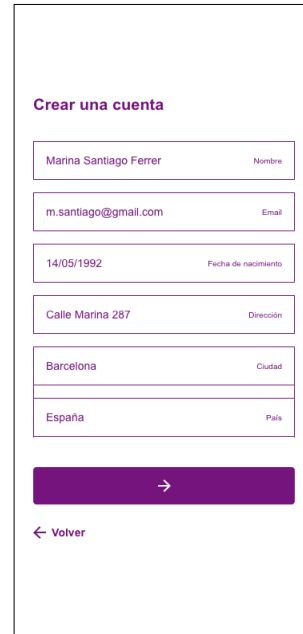 Crear una cuenta
Marina Santiago Ferrer Nombre
m.santiago@gmail.com Email
14/05/1992 Fecha de nacimiento
Calle Marina 287 Dirección
Barcelona Ciudad
España País
Volver